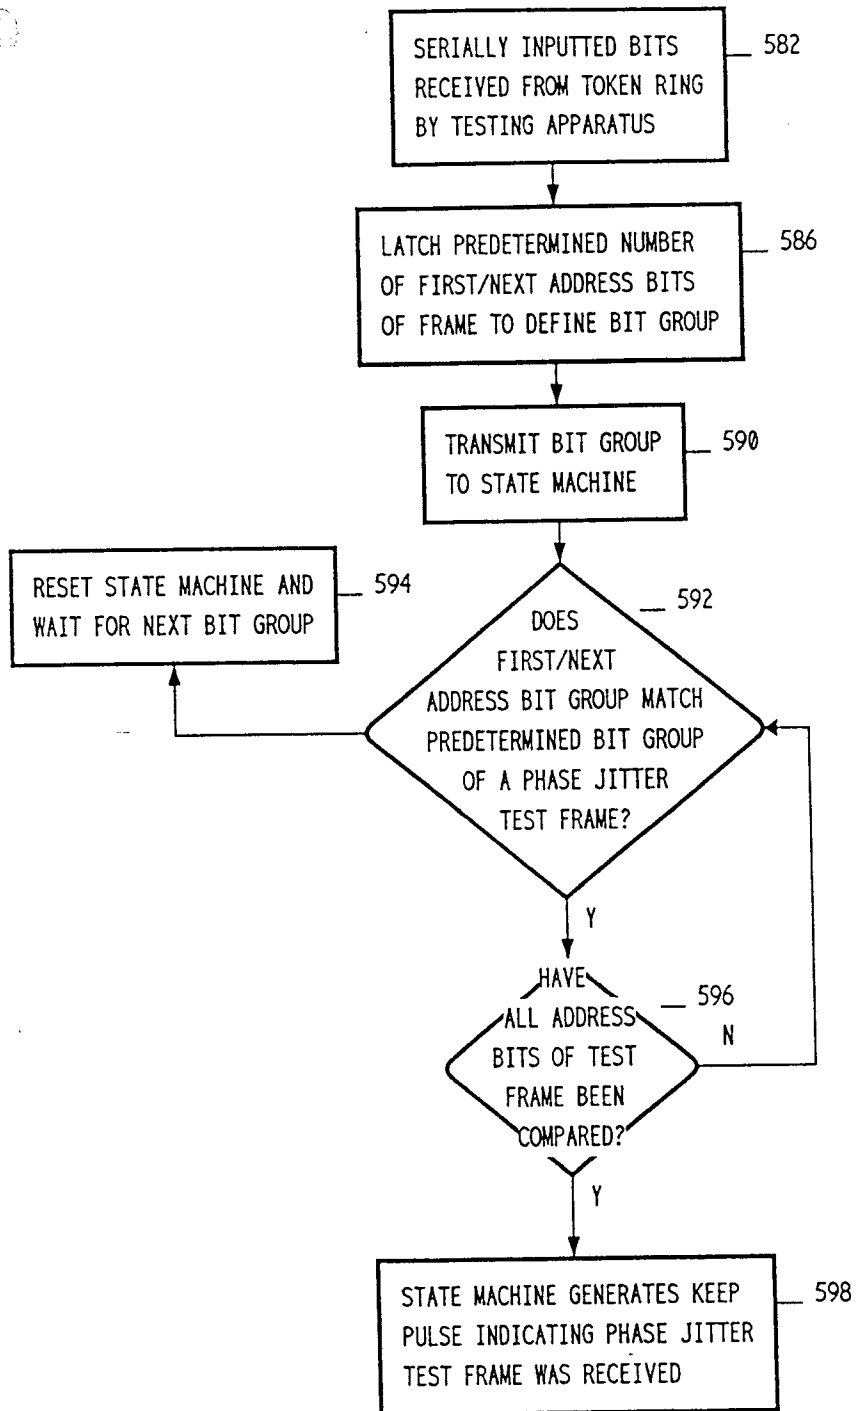 SERIALLY INPUTTED BITS
RECEIVED FROM TOKEN RING
BY TESTING APPARATUS
582
LATCH PREDETERMINED NUMBER
OF FIRST/NEXT ADDRESS BITS
OF FRAME TO DEFINE BIT GROUP
586
TRANSMIT BIT GROUP
TO STATE MACHINE
590
RESET STATE MACHINE AND
WAIT FOR NEXT BIT GROUP
594
DOES
FIRST/NEXT
ADDRESS BIT GROUP MATCH
PREDETERMINED BIT GROUP
OF A PHASE JITTER
TEST FRAME?
592
Y
HAVE
ALL ADDRESS
BITS OF TEST
FRAME BEEN
COMPARED?
596
N
Y
STATE MACHINE GENERATES KEEP
PULSE INDICATING PHASE JITTER
TEST FRAME WAS RECEIVED
598